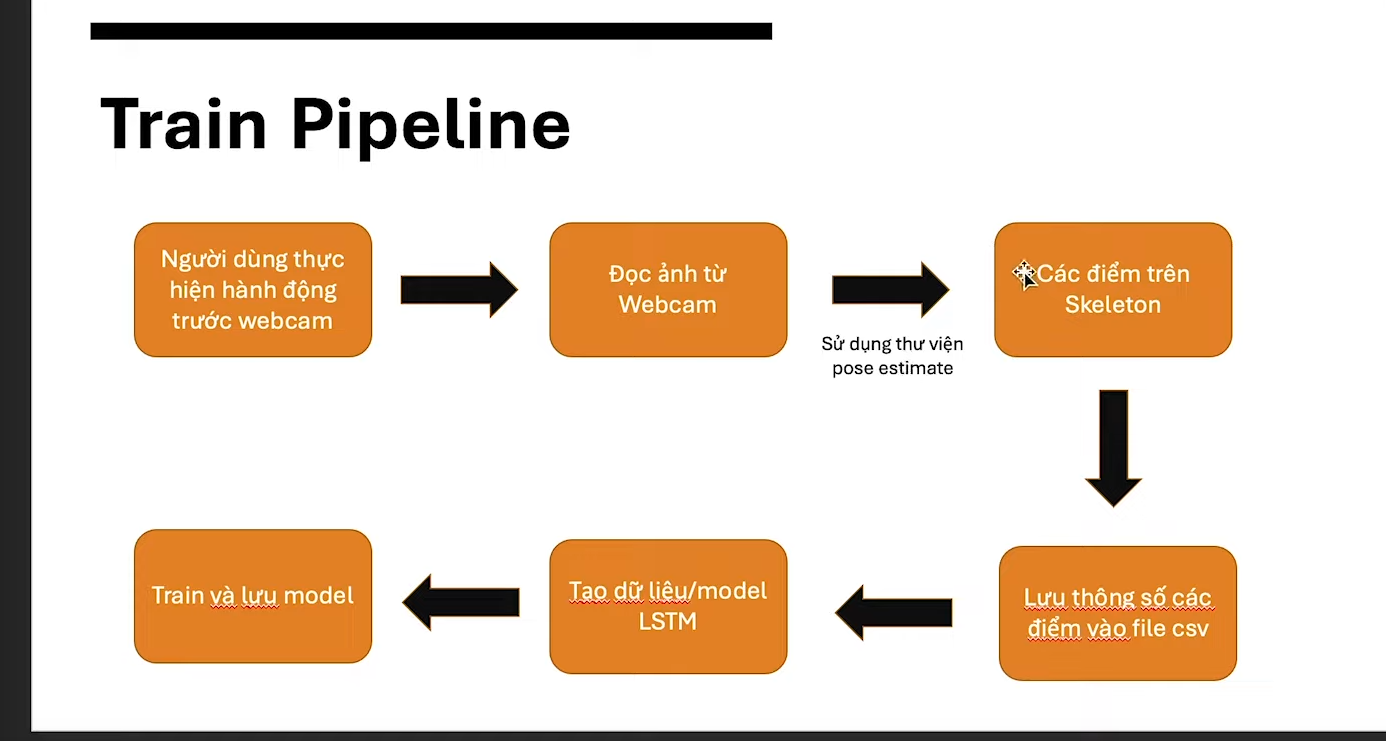 Train Pipeline
Người dùng thực
hiện hành động
trước webcam
Đọc ảnh từ
Webcam
Sử dụng thư viện
pose estimate
Các điểm trên
Skeleton
Lưu thông số các
điểm vào file csv
Tạo dữ liệu/model
LSTM
Train và lưu model